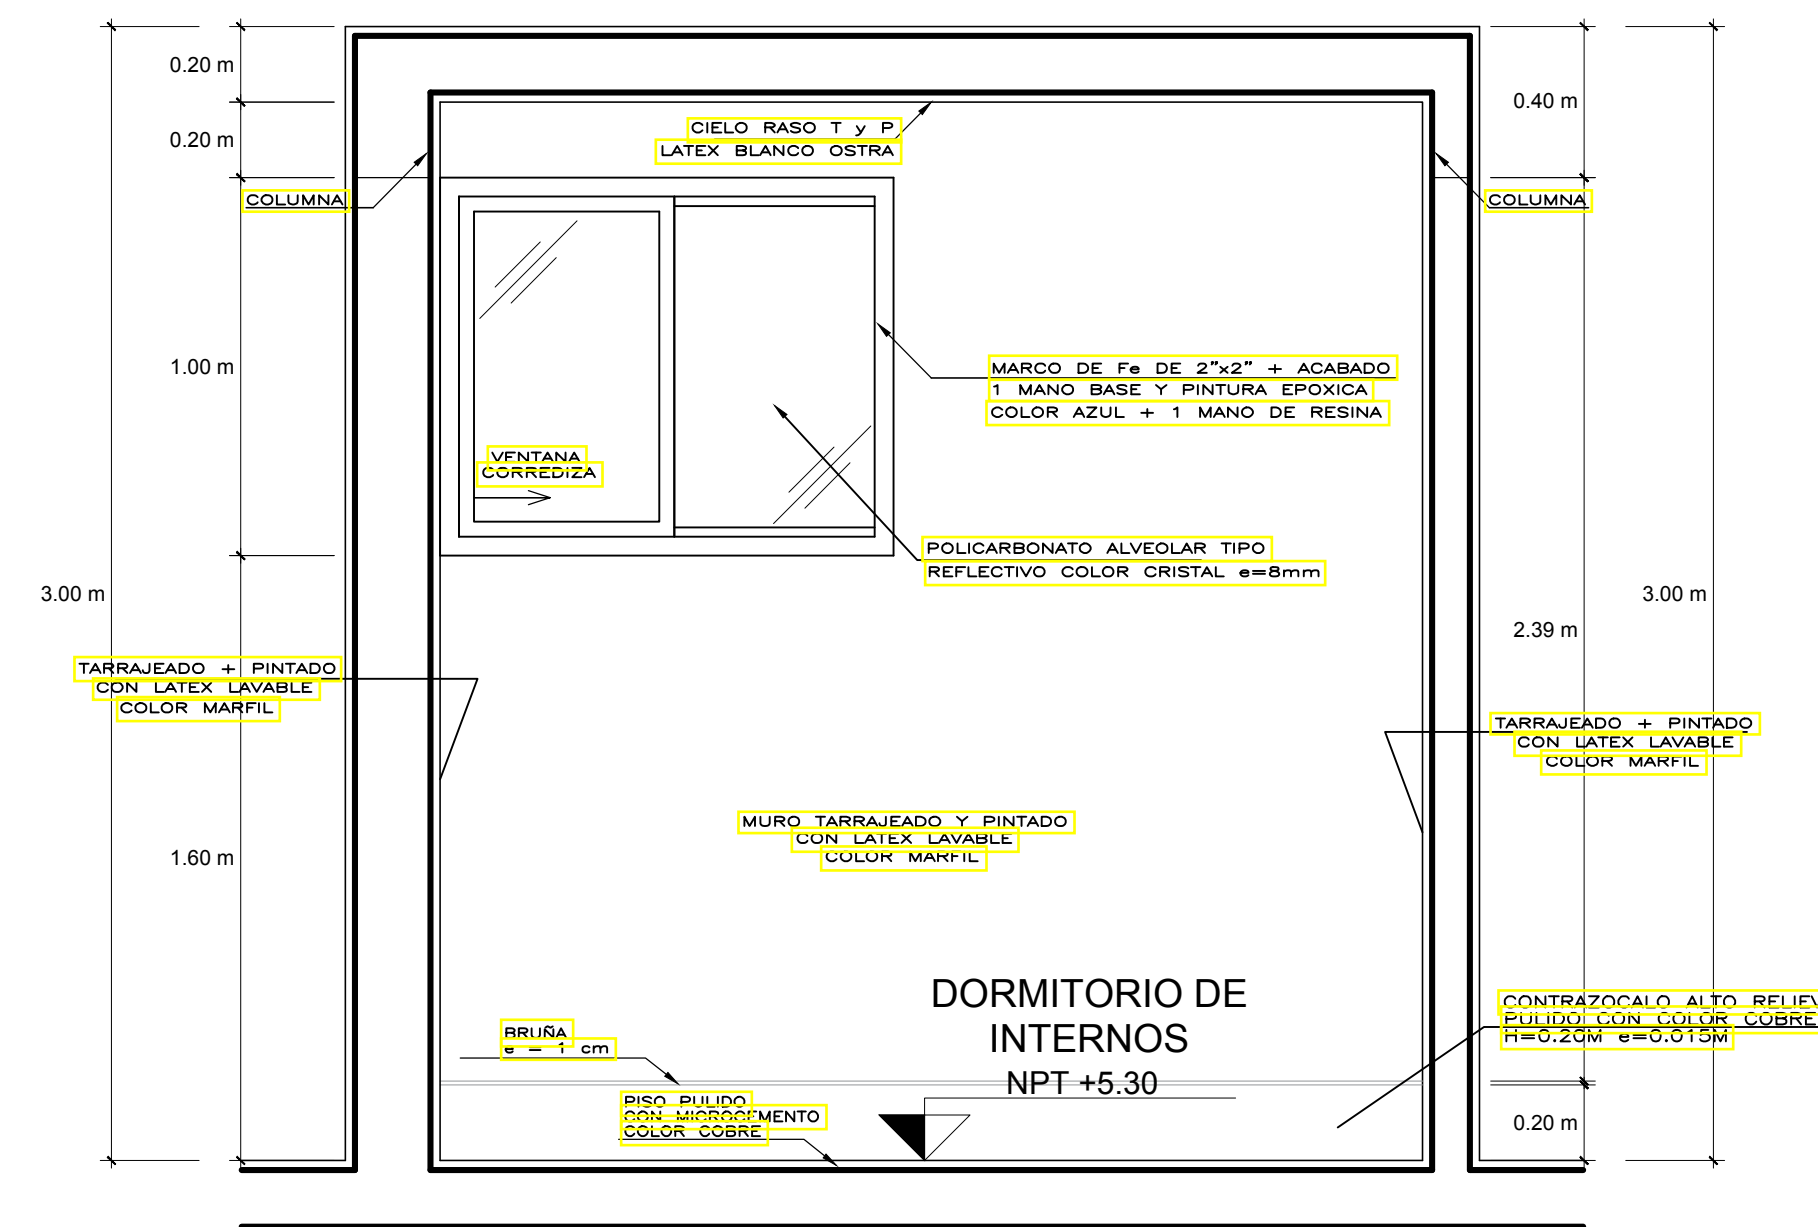 0.20 m
0.40 m
CIELO RASO T y P
LATEX BLANCO OSTRA
0.20 m
COLUMNA
COLUMNA
1.00 m
MARCO DE Fe DE 2"x2" + ACABADO
1 MANO BASE Y PINTURA EPOXICA
COLOR AZUL + 1 MANO DE RESINA
VENTANA
CORREDIZA
POLICARBONATO ALVEOLAR TIPO
REFLECTIVO COLOR CRISTAL e=8mm
3.00 m
3.00 m
2.39 m
TARRAJEADO + PINTADO
CON LATEX LAVABLE
COLOR MARFIL
TARRAJEADO + PINTADO
CON LATEX LAVABLE
COLOR MARFIL
MURO TARRAJEADO Y PINTADO
CON LATEX LAVABLE
COLOR MARFIL
1.60 m
DORMITORIO DE
INTERNOS
NPT +5.30
CONTRAZOCALO ALTO RELIEV
PULIDO CON COLOR COBRE
H=0.20M e=0.015M
BRUÑA
e = 1 cm
PISO PULIDO
CON MICROCEMENTO
COLOR COBRE
0.20 m